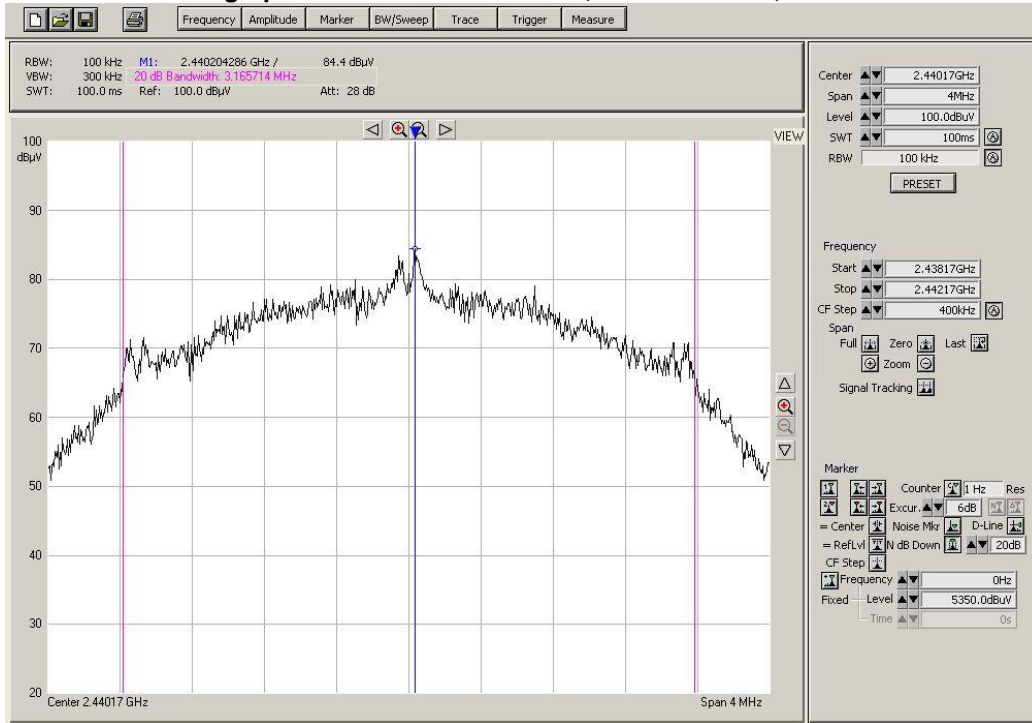 Frequency Amplitude Marker BW/Sweep Trace Trigger Measure
RBW: 100 kHz M1: 2.440204286 GHz / 84.4 dBµV
VBW: 300 kHz 20 dB Bandwidth: 3.165714 MHz
SWT: 100.0 ms Ref: 100.0 dBµV Att: 28 dB
VIEW
100
dBµV
90
80
70
60
50
40
30
20
Center 2.44017 GHz Span 4 MHz
Center 2.44017GHz
Span 4MHz
Level 100.0dBuV
SWT 100ms
RBW 100 kHz
PRESET
Frequency
Start 2.43817GHz
Stop 2.44217GHz
CF Step 400kHz
Span
Full Zero Last
Zoom
Signal Tracking
Marker
Counter 1 Hz Res
Excur. 6dB
= Center Noise Mkr D-Line
= RefLvl N dB Down 20dB
CF Step
Frequency 0Hz
Fixed Level 5350.0dBuV
Time 0s